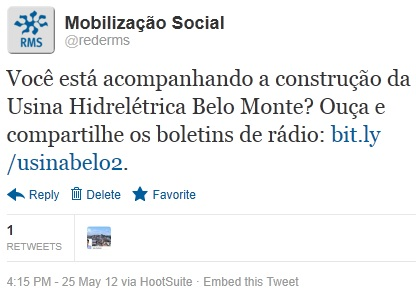 RMS
Mobilização Social
@rederms
Você está acompanhando a construção da
Usina Hidrelétrica Belo Monte? Ouça e
compartilhe os boletins de rádio: bit.ly
/usinabelo2.
Reply Delete Favorite
1
RETWEETS
4:15 PM - 25 May 12 via HootSuite · Embed this Tweet